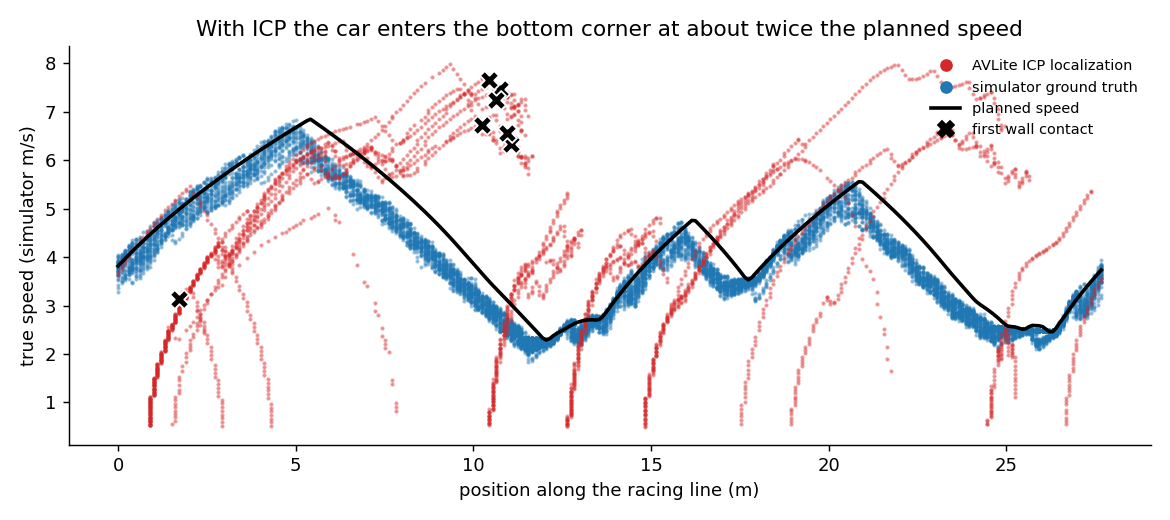 With ICP the car enters the bottom corner at about twice the planned speed
AVLite ICP localization
simulator ground truth
planned speed
first wall contact
true speed (simulator m/s)
8
7
6
5
4
3
2
1
0
5
10
15
20
25
position along the racing line (m)